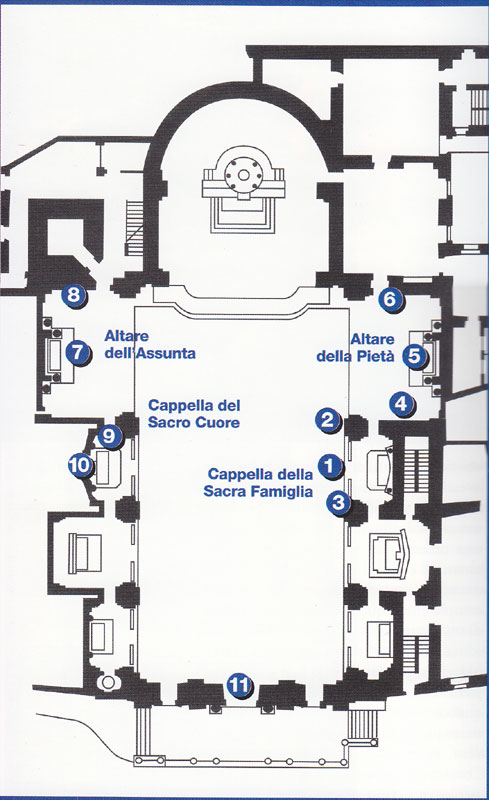 8
6
7
Altare
dell'Assunta
Altare
della Pietà
5
4
Cappella del
Sacro Cuore
2
9
10
1
Cappella della
Sacra Famiglia
3
11